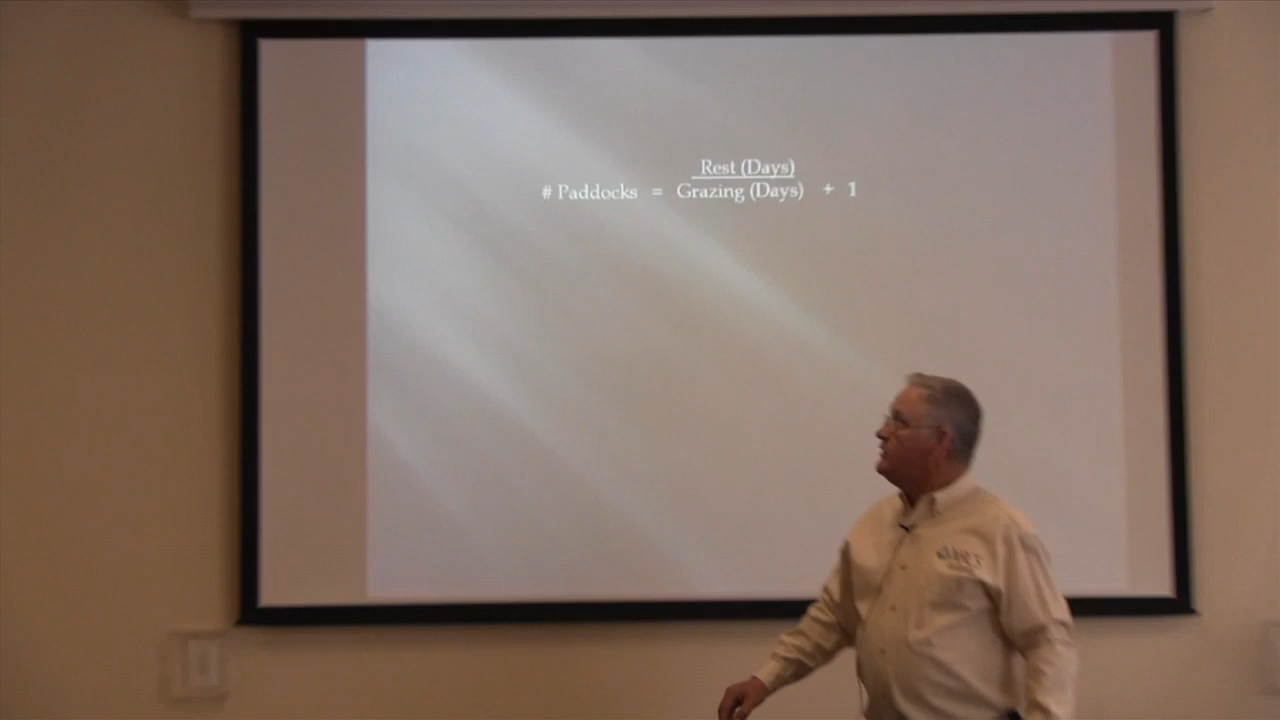 Rest (Days)
# Paddocks = Grazing (Days) + 1